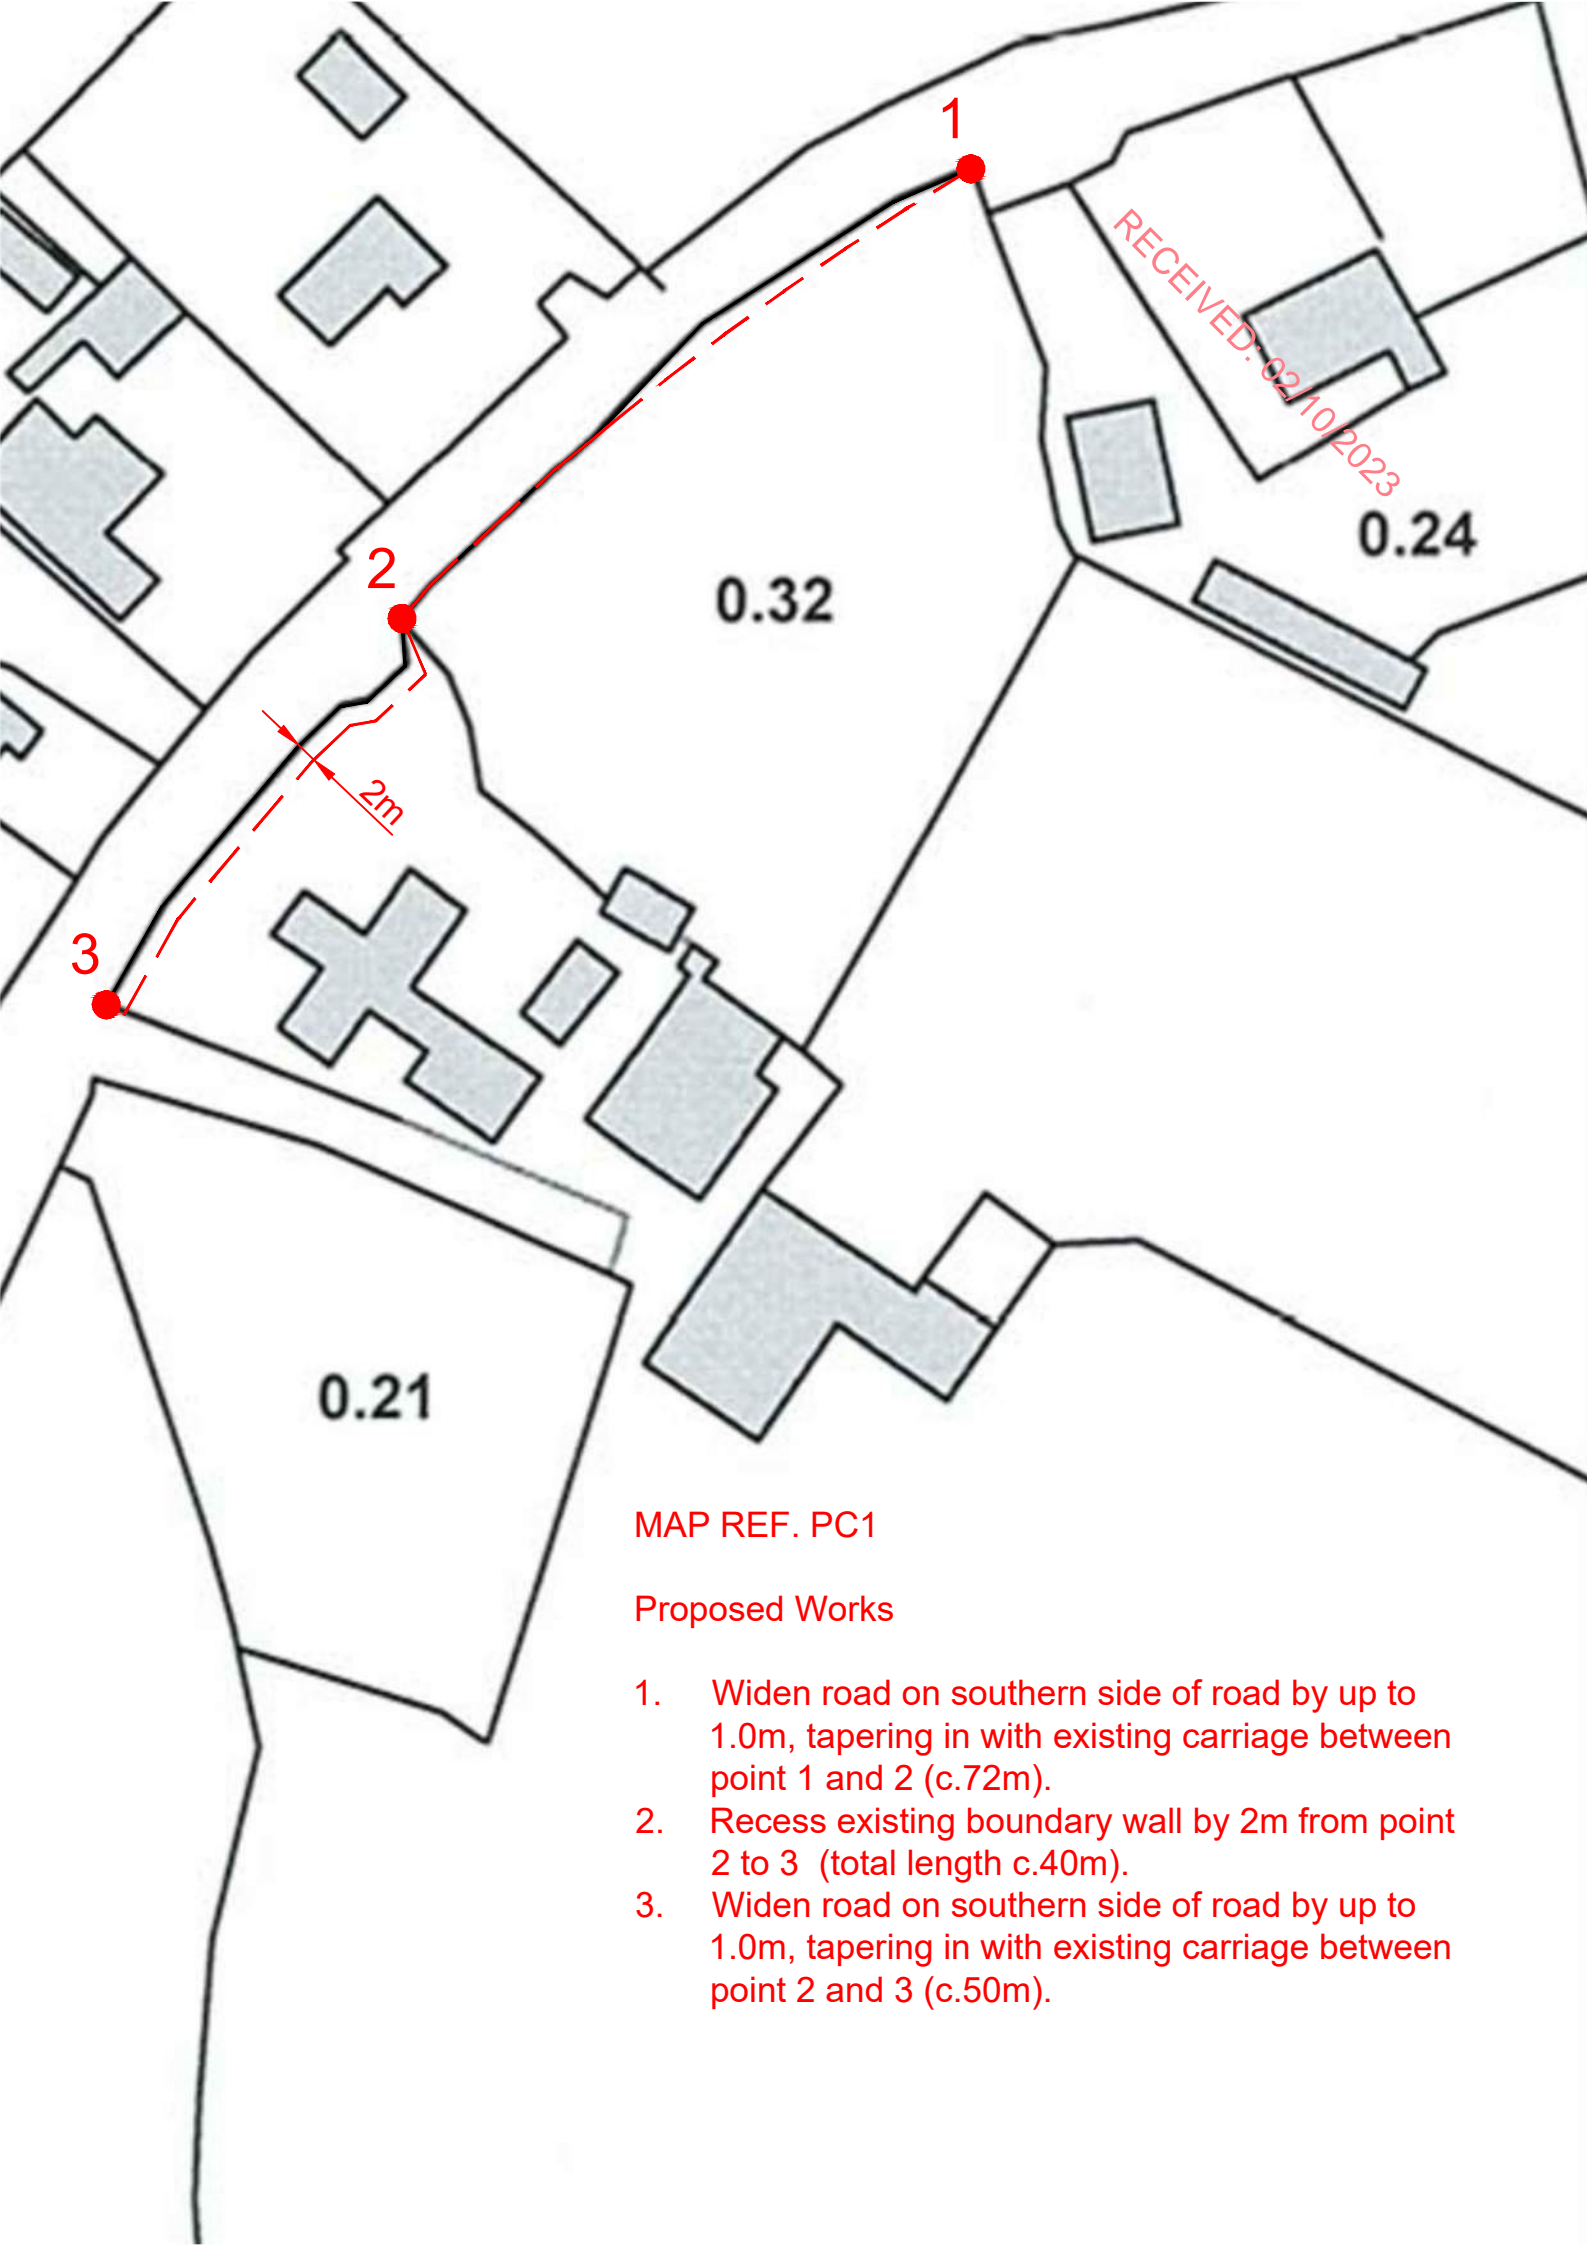 1
RECEIVED: 02/10/2023
0.24
2
0.32
2m
3
0.21
MAP REF. PC1
Proposed Works
1. Widen road on southern side of road by up to
1.0m, tapering in with existing carriage between
point 1 and 2 (c.72m).
2. Recess existing boundary wall by 2m from point
2 to 3 (total length c.40m).
3. Widen road on southern side of road by up to
1.0m, tapering in with existing carriage between
point 2 and 3 (c.50m).